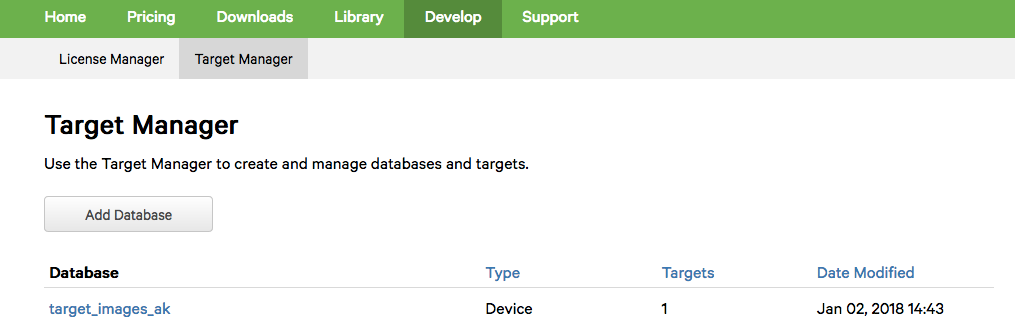 Home Pricing Downloads Library Develop Support
License Manager Target Manager
Target Manager
Use the Target Manager to create and manage databases and targets.
Add Database
Database Type Targets Date Modified
target_images_ak Device 1 Jan 02, 2018 14:43